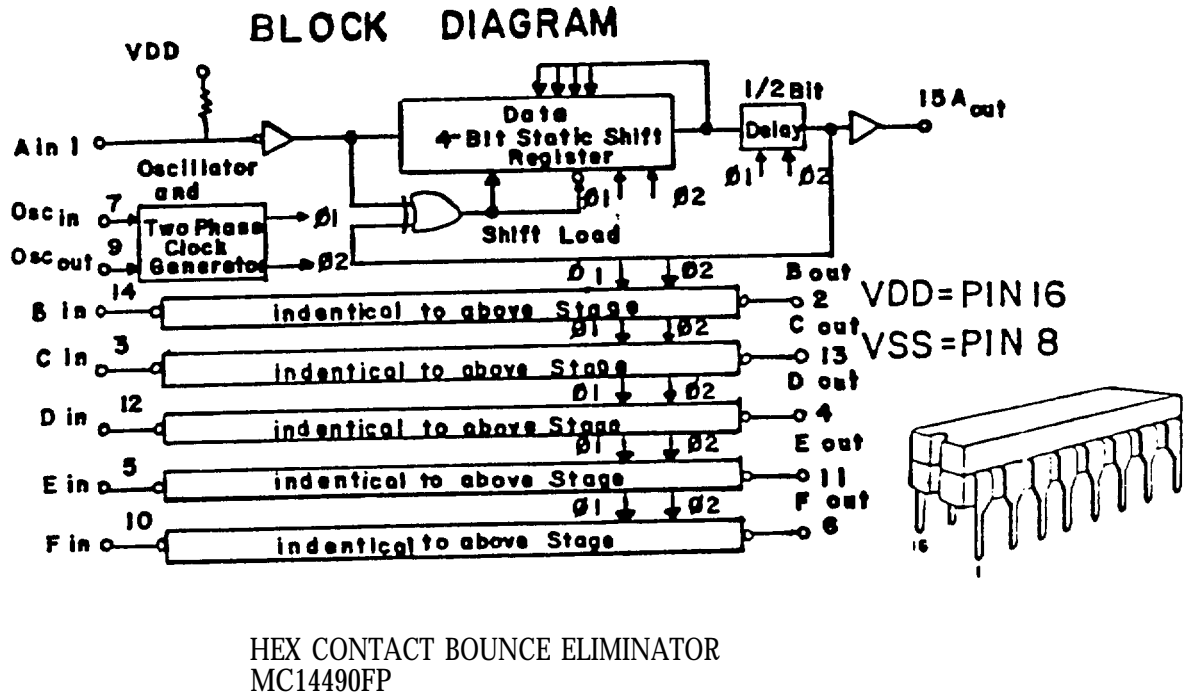 BLOCK DIAGRAM
VDD
A in 1
Data
4-Bit Static Shift
Register
1/2 Bit
Delay
15 A out
Ø1 Ø2
Ø1 Ø2
Oscillator
and
Two Phase
Clock
Generator
Osc in 7
Osc out 9
Ø1
Ø2
Shift Load
Ø1 Ø2
B in 14
indentical to above Stage
B out
2
VDD=PIN 16
Ø1 Ø2
C in 3
indentical to above Stage
C out
13
VSS=PIN 8
Ø1 Ø2
D in 12
indentical to above Stage
D out
4
Ø1 Ø2
E in 5
indentical to above Stage
E out
11
Ø1 Ø2
F in 10
indentical to above Stage
F out
6
16
1
HEX CONTACT BOUNCE ELIMINATOR
MC14490FP